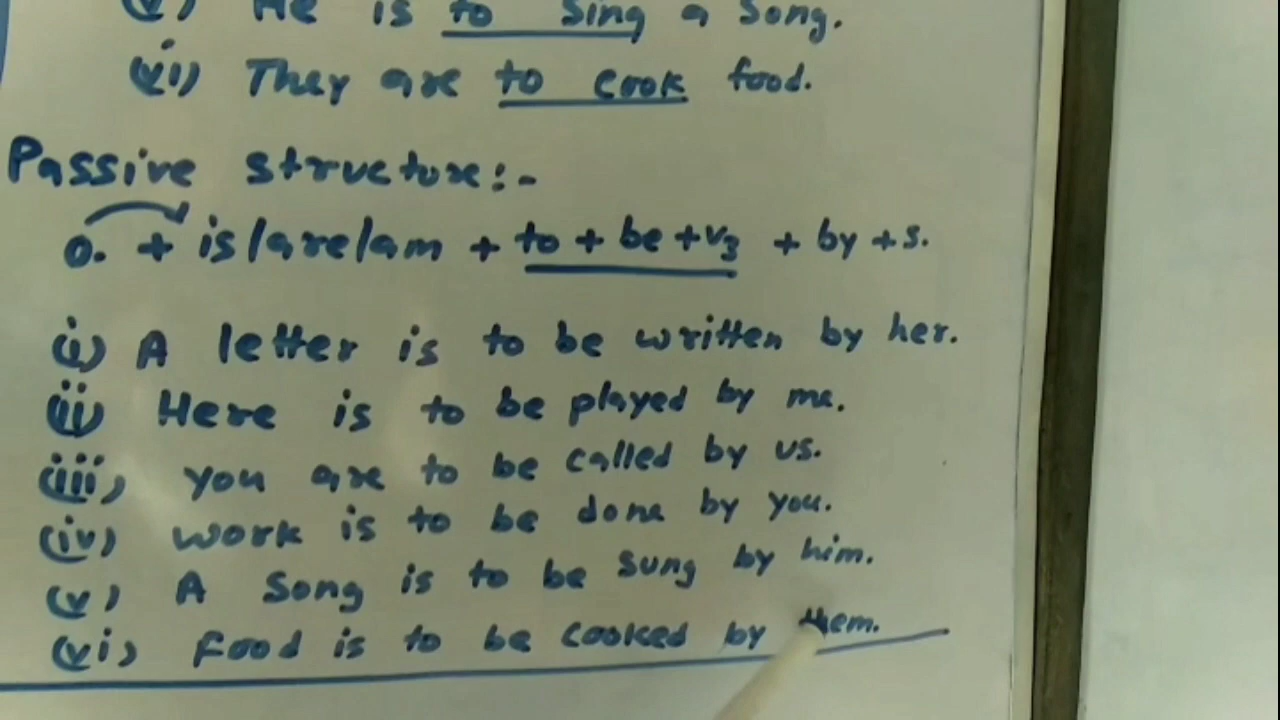 (v) He is to sing a song.
(vi) They are to cook food.
Passive structure:-
o. + is/are/am + to + be + v3 + by + s.
(i) A letter is to be written by her.
(ii) Here is to be played by me.
(iii) you are to be called by us.
(iv) work is to be done by you.
(v) A song is to be sung by him.
(vi) food is to be cooked by them.